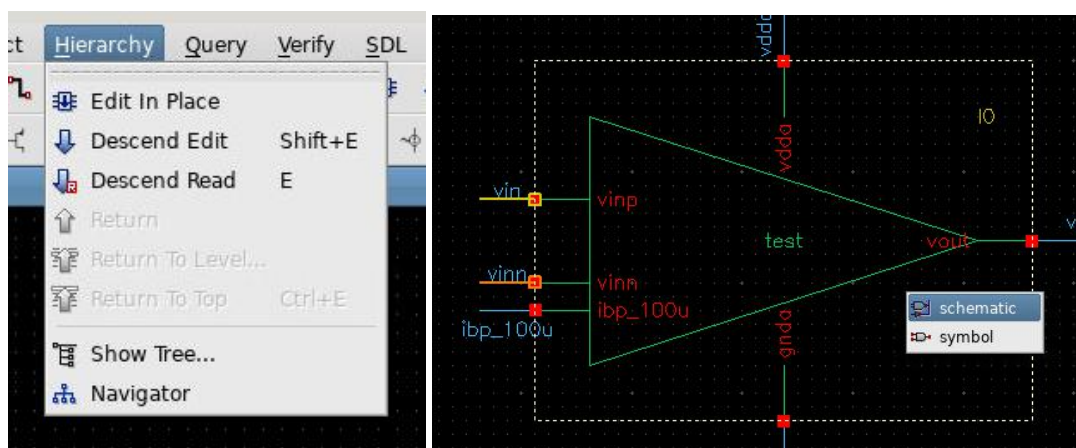 ct Hierarchy Query Verify SDL
Edit In Place
Descend Edit Shift+E
Descend Read E
Return
Return To Level...
Return To Top Ctrl+E
Show Tree...
Navigator
vdda
I0
vdda
vin
vinp
test
vout
v
vinn
vinn
ibp_100u
ibp_100u
gnda
schematic
symbol